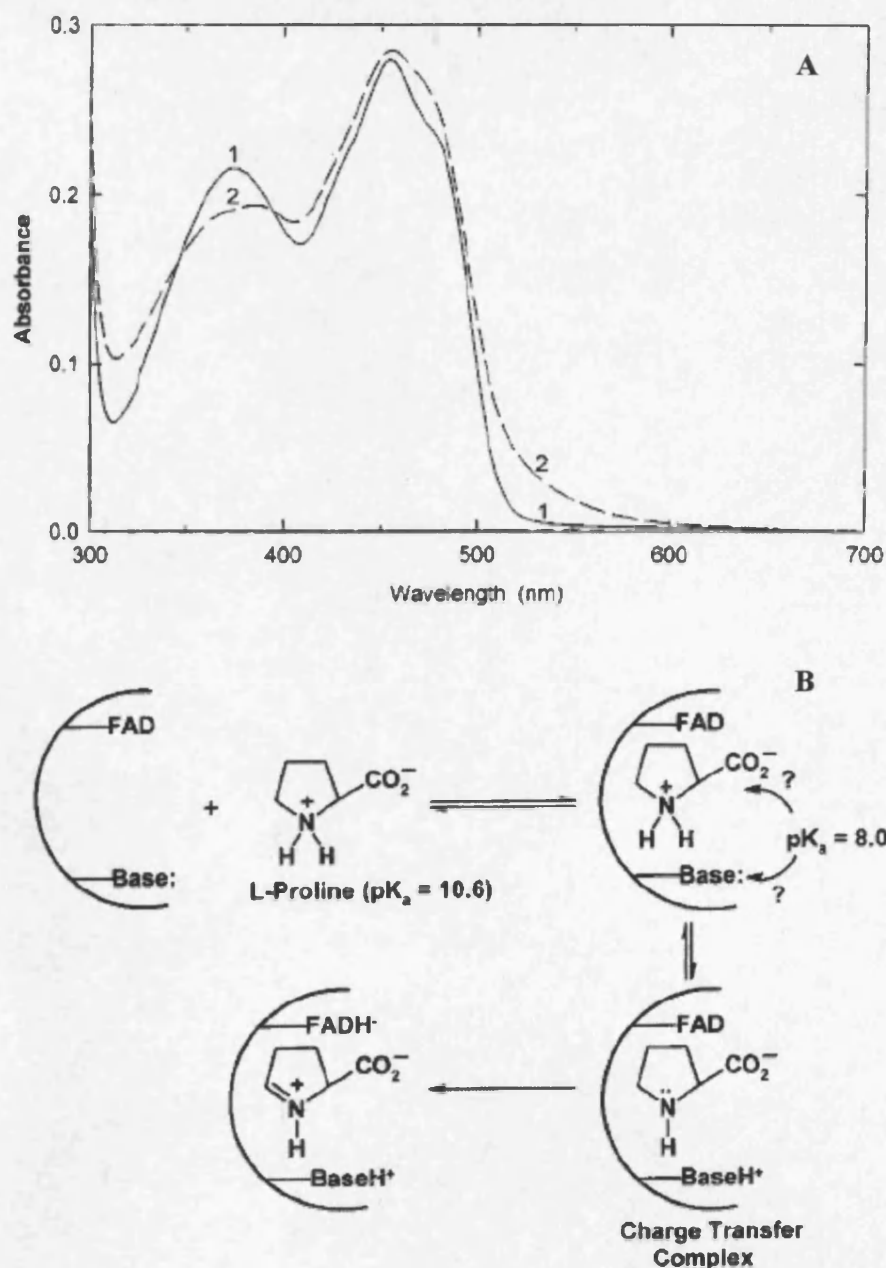 0.3
A
1
2
0.2
Absorbance
0.1
2
1
0.0
300 400 500 600 700
Wavelength (nm)
B
FAD
FAD
CO₂⁻
?
+
CO₂⁻
+
N
+
N
H H
H H
pKₐ = 8.0
Base:
L-Proline (pKₐ = 10.6)
Base:
?
FADH⁻
FAD
CO₂⁻
CO₂⁻
+
N
N
H
H
BaseH⁺
BaseH⁺
Charge Transfer
Complex